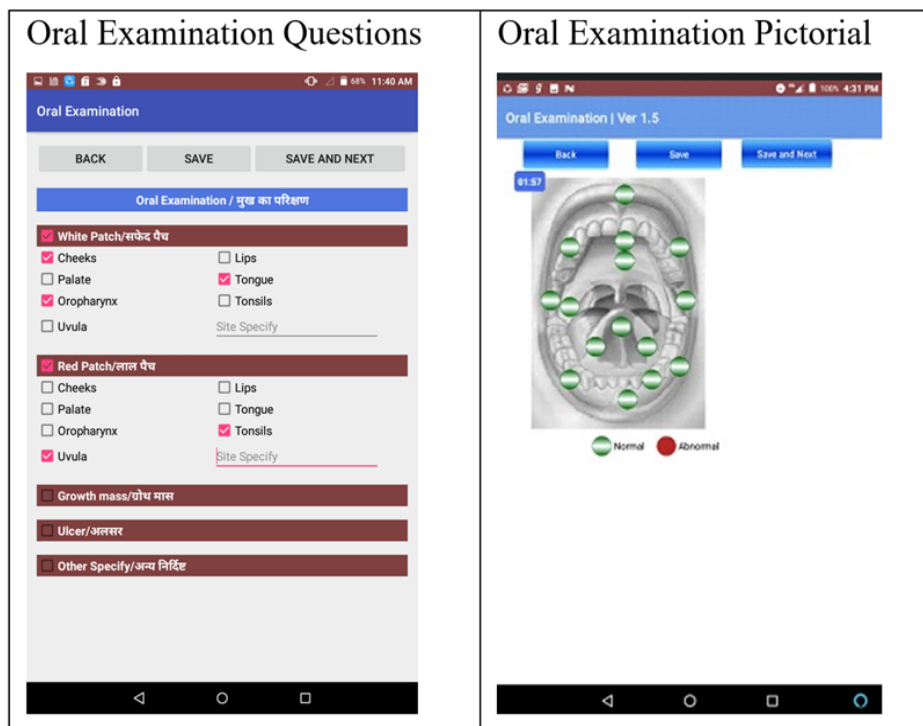 Oral Examination Questions
68% 11:40 AM
Oral Examination
BACK SAVE SAVE AND NEXT
Oral Examination / मुख का परिक्षण
White Patch/सफेद पैच
Cheeks Lips
Palate Tongue
Oropharynx Tonsils
Uvula Site Specify
Red Patch/लाल पैच
Cheeks Lips
Palate Tongue
Oropharynx Tonsils
Uvula Site Specify
Growth mass/ग्रोथ मास
Ulcer/अलसर
Other Specify/अन्य निर्दिष्ट
Oral Examination Pictorial
100% 4:31 PM
Oral Examination | Ver 1.5
Back Save Save and Next
01:57
Normal Abnormal